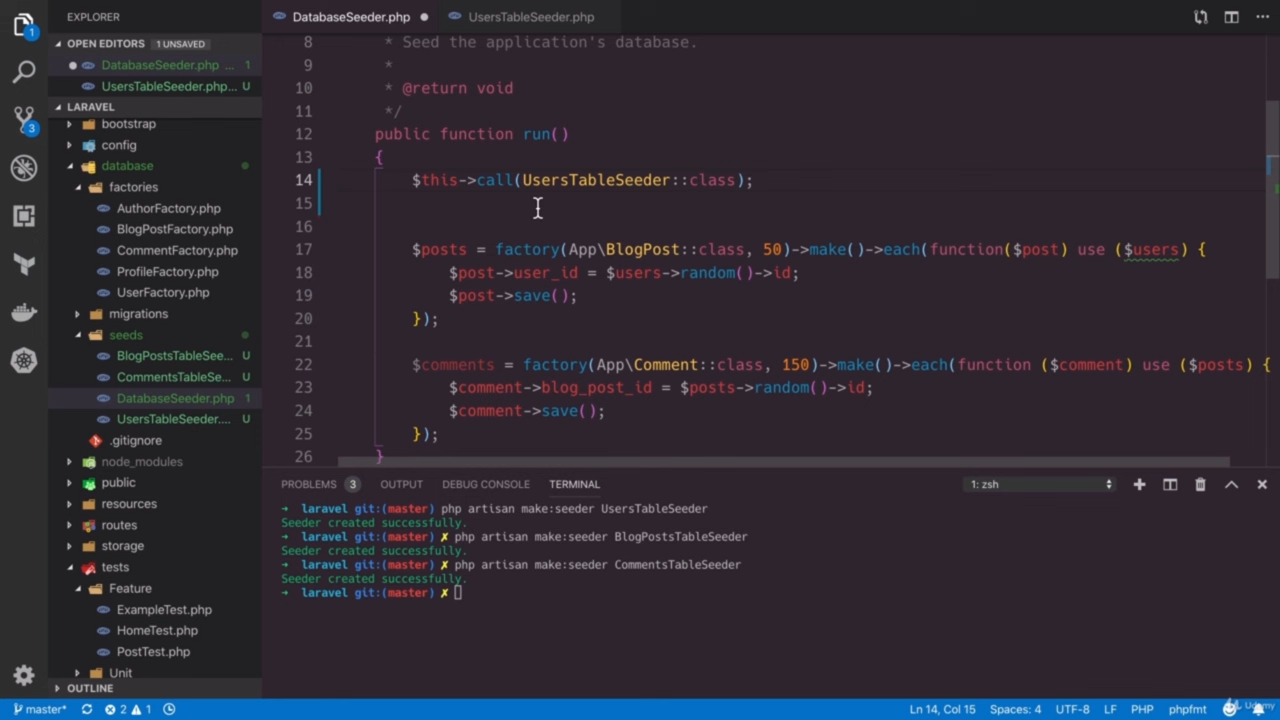 EXPLORER
DatabaseSeeder.php
UsersTableSeeder.php
OPEN EDITORS 1 UNSAVED
DatabaseSeeder.php ... 1
UsersTableSeeder.php... U
LARAVEL
bootstrap
config
database
factories
AuthorFactory.php
BlogPostFactory.php
CommentFactory.php
ProfileFactory.php
UserFactory.php
migrations
seeds
BlogPostsTableSee... U
CommentsTableSe... U
DatabaseSeeder.php 1
UsersTableSeeder.... U
.gitignore
node_modules
public
resources
routes
storage
tests
Feature
ExampleTest.php
HomeTest.php
PostTest.php
Unit
OUTLINE
1
3
8 * Seed the application's database.
9 *
10 * @return void
11 */
12 public function run()
13 {
14 $this->call(UsersTableSeeder::class);
15
16
17 $posts = factory(App\BlogPost::class, 50)->make()->each(function($post) use ($users) {
18 $post->user_id = $users->random()->id;
19 $post->save();
20 });
21
22 $comments = factory(App\Comment::class, 150)->make()->each(function ($comment) use ($posts) {
23 $comment->blog_post_id = $posts->random()->id;
24 $comment->save();
25 });
26 }
PROBLEMS 3 OUTPUT DEBUG CONSOLE TERMINAL 1: zsh
➜ laravel git:(master) php artisan make:seeder UsersTableSeeder
Seeder created successfully.
➜ laravel git:(master) ✗ php artisan make:seeder BlogPostsTableSeeder
Seeder created successfully.
➜ laravel git:(master) ✗ php artisan make:seeder CommentsTableSeeder
Seeder created successfully.
➜ laravel git:(master) ✗
master* 2 1 Ln 14, Col 15 Spaces: 4 UTF-8 LF PHP phpfmt
Udemy